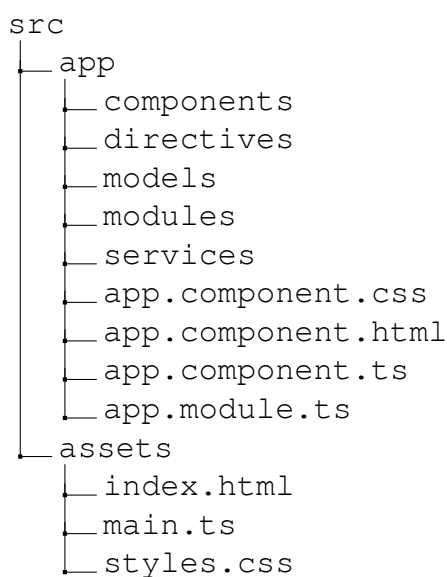 src
app
components
directives
models
modules
services
app.component.css
app.component.html
app.component.ts
app.module.ts
assets
index.html
main.ts
styles.css